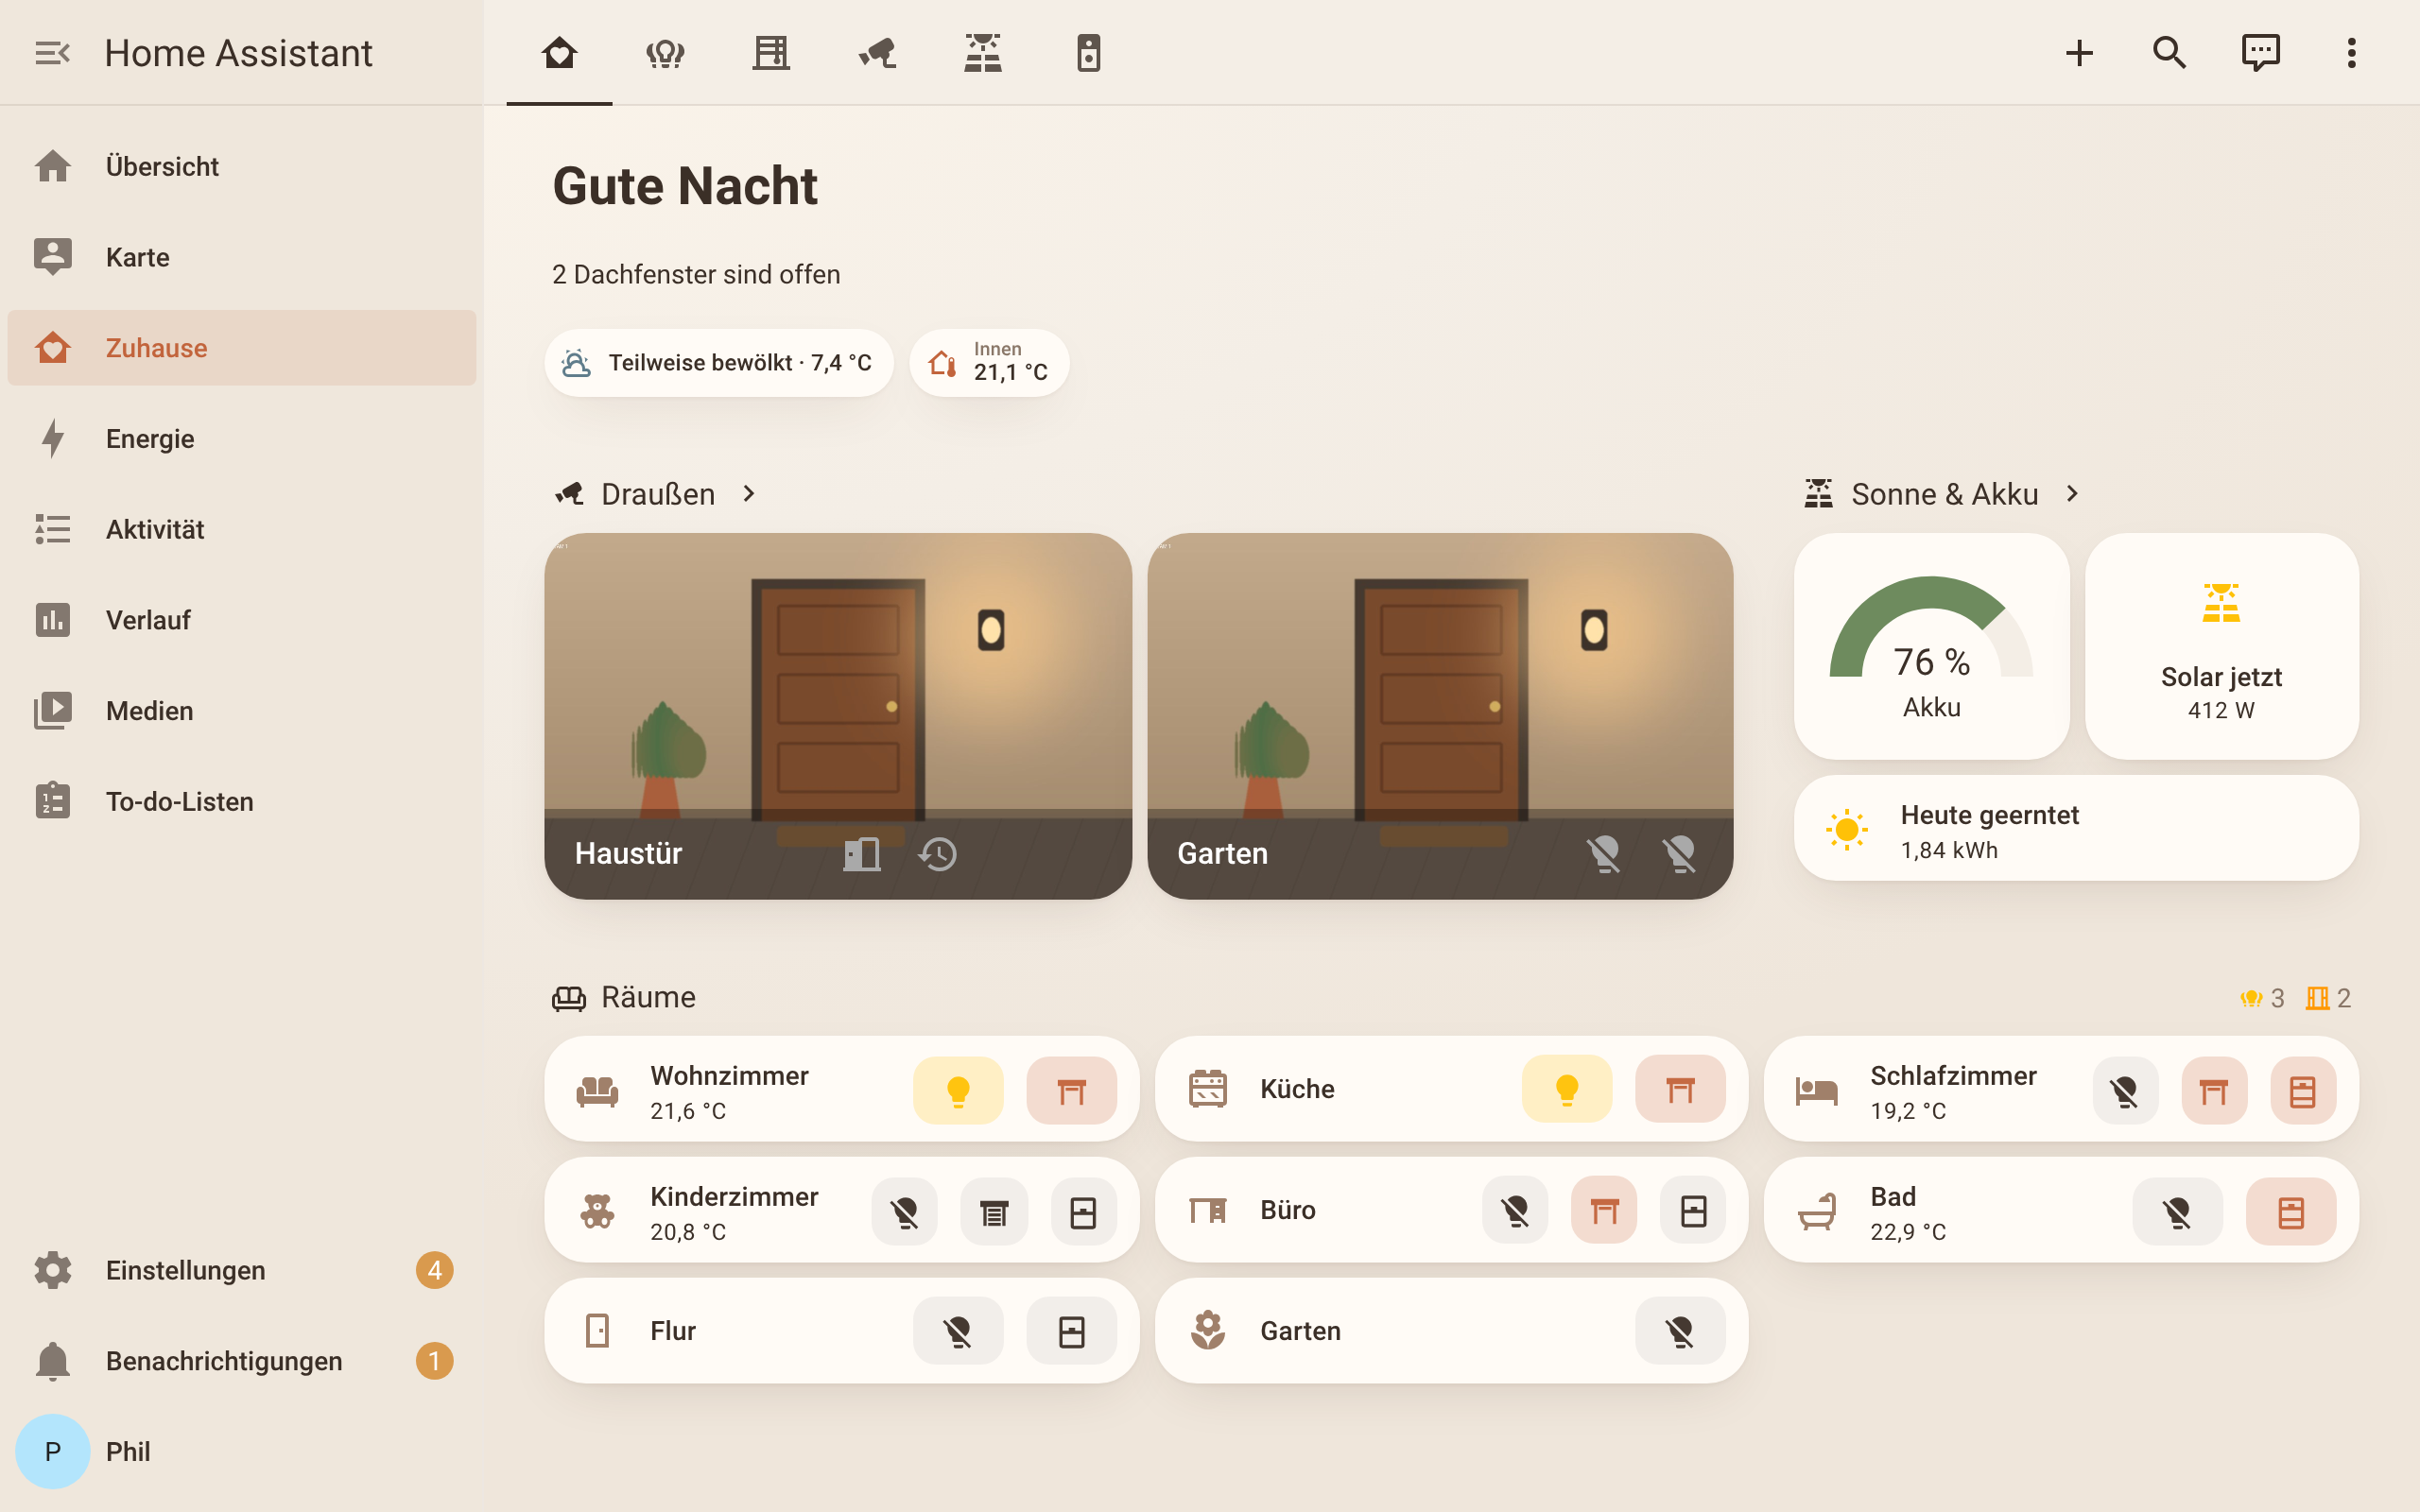 Home Assistant
Übersicht
Karte
Zuhause
Energie
Aktivität
Verlauf
Medien
To-do-Listen
Einstellungen
4
Benachrichtigungen
1
P
Phil
Gute Nacht
2 Dachfenster sind offen
Teilweise bewölkt · 7,4 °C
Innen
21,1 °C
Draußen
Haustür
Garten
Sonne & Akku
76 %
Akku
Solar jetzt
412 W
Heute geerntet
1,84 kWh
Räume
3
2
Wohnzimmer
21,6 °C
Küche
Schlafzimmer
19,2 °C
Kinderzimmer
20,8 °C
Büro
Bad
22,9 °C
Flur
Garten